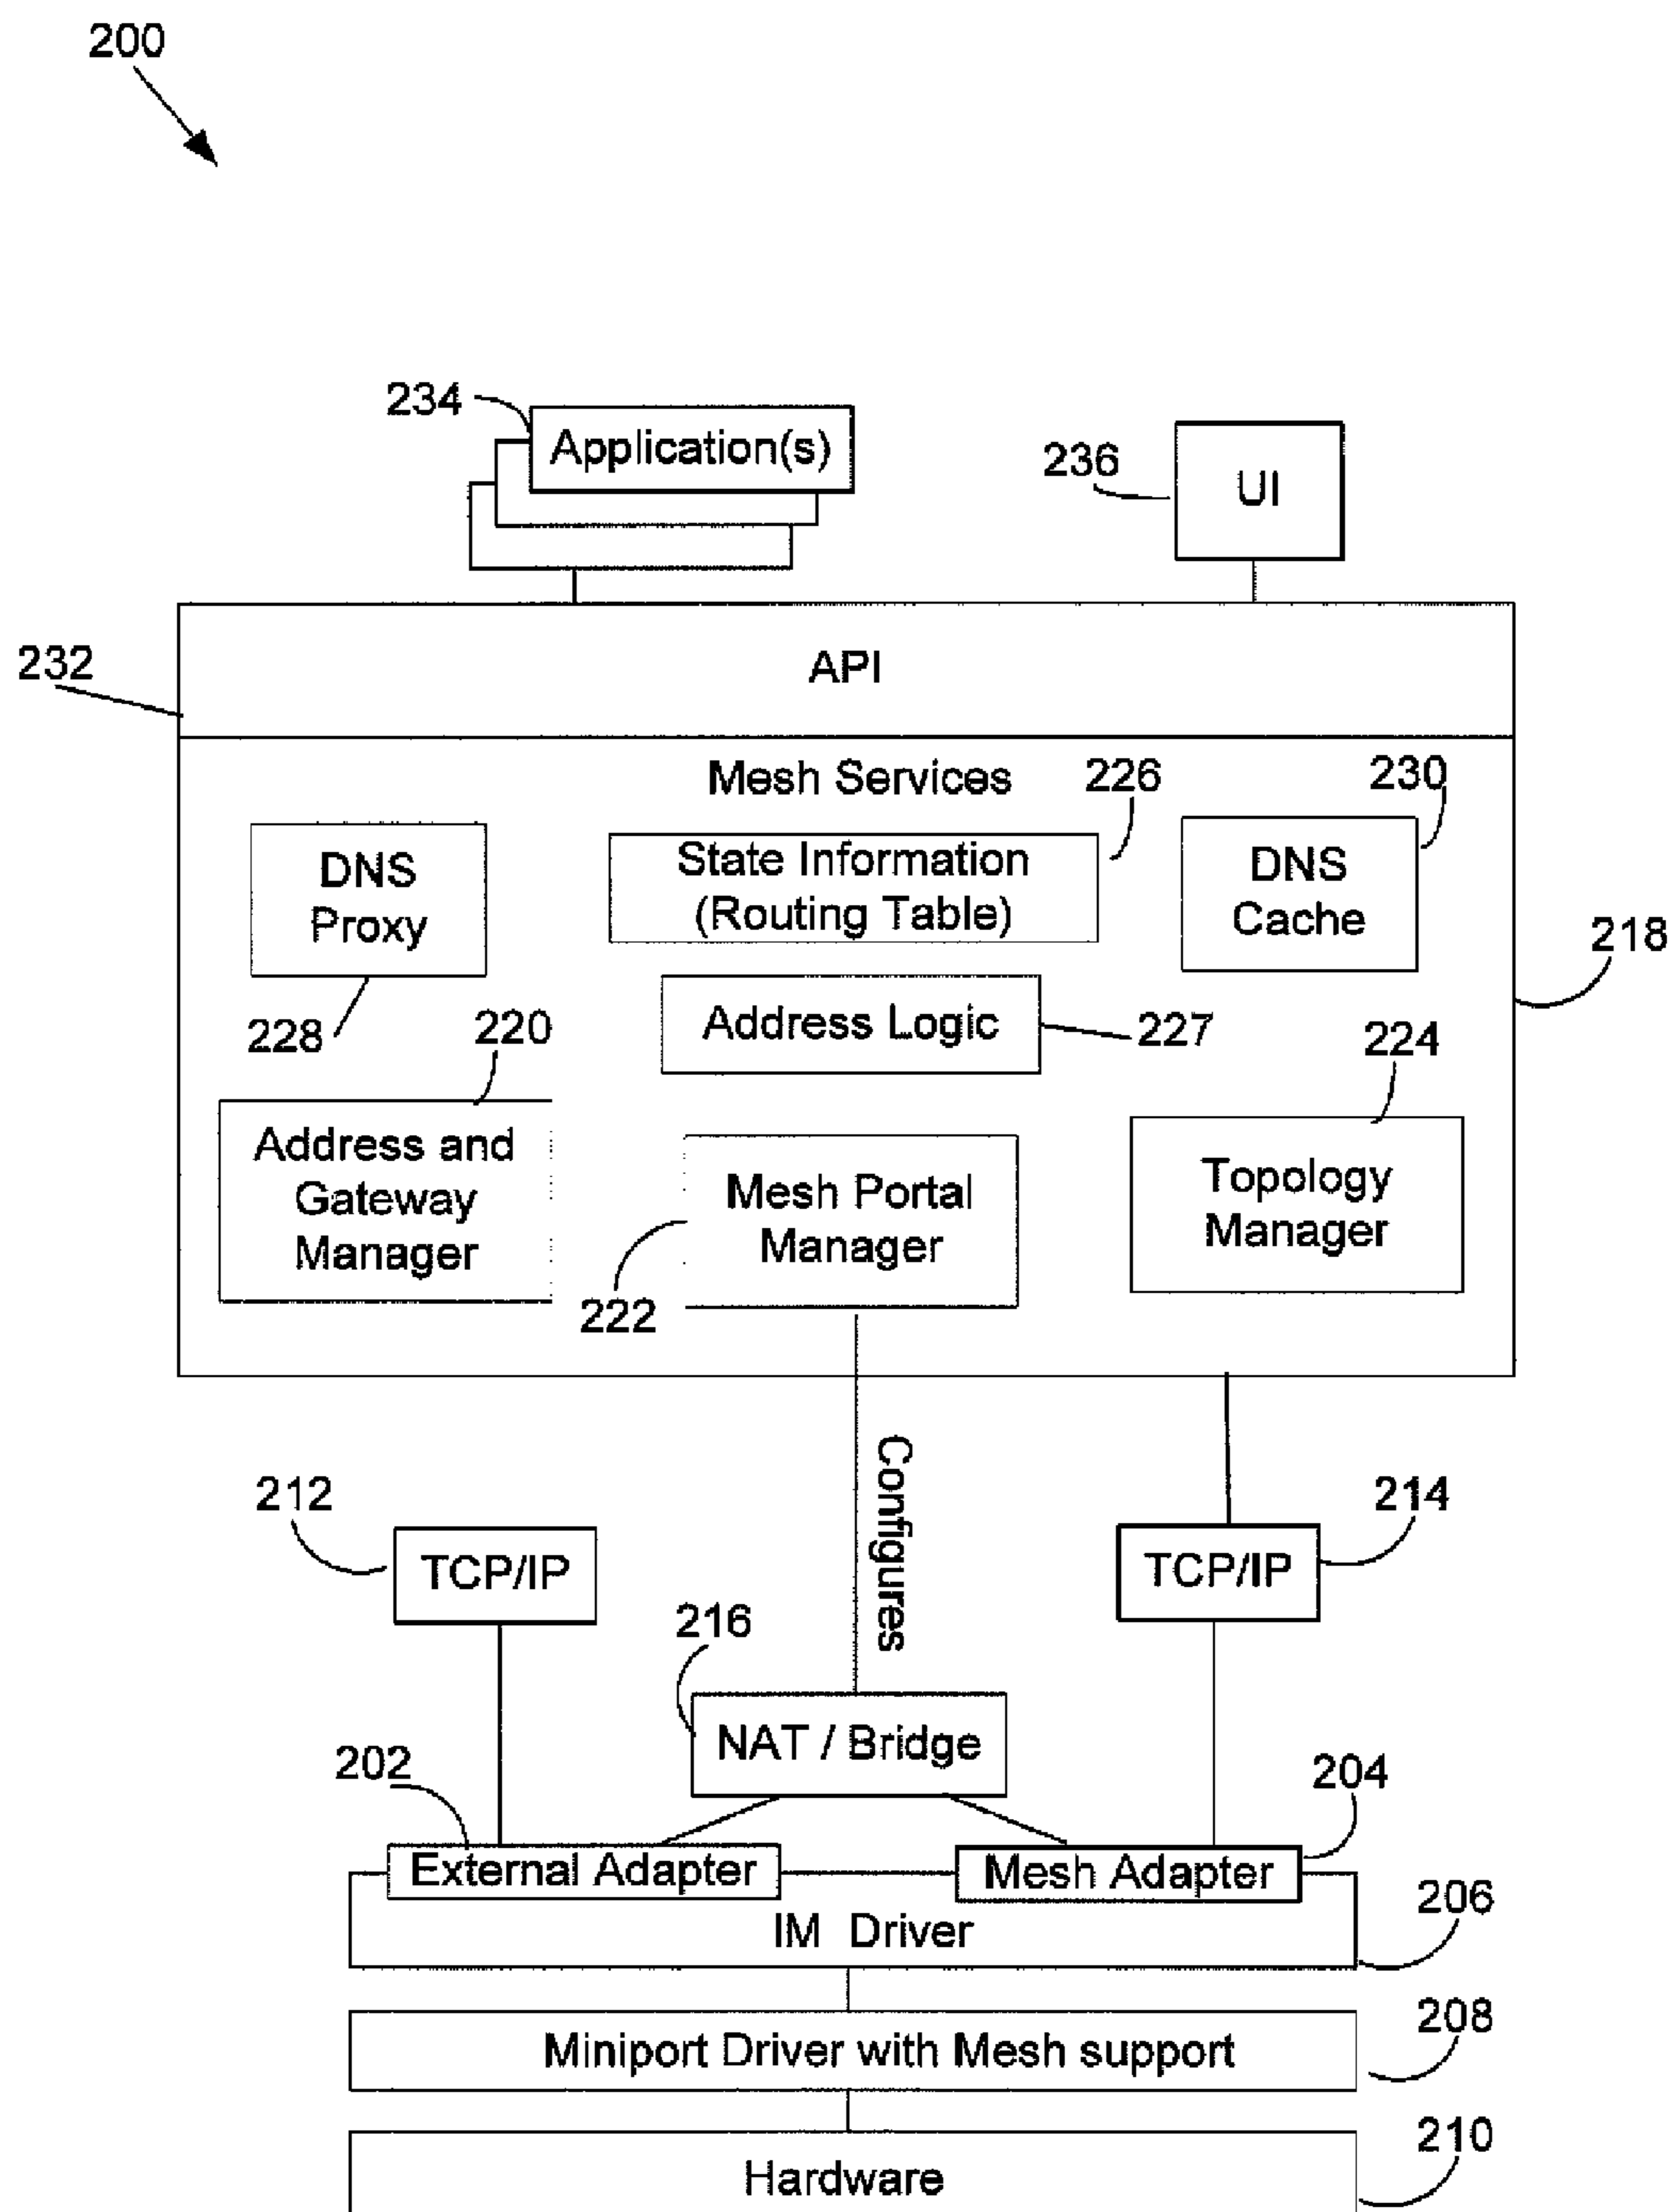 200
234
Application(s)
236
UI
232
API
Mesh Services
226
230
DNS
Proxy
State Information
(Routing Table)
DNS
Cache
218
228
220
Address Logic
227
224
Address and
Gateway
Manager
Mesh Portal
Manager
Topology
Manager
222
Configures
212
TCP/IP
214
TCP/IP
216
NAT / Bridge
202
204
External Adapter
Mesh Adapter
IM Driver
206
Miniport Driver with Mesh support
208
Hardware
210